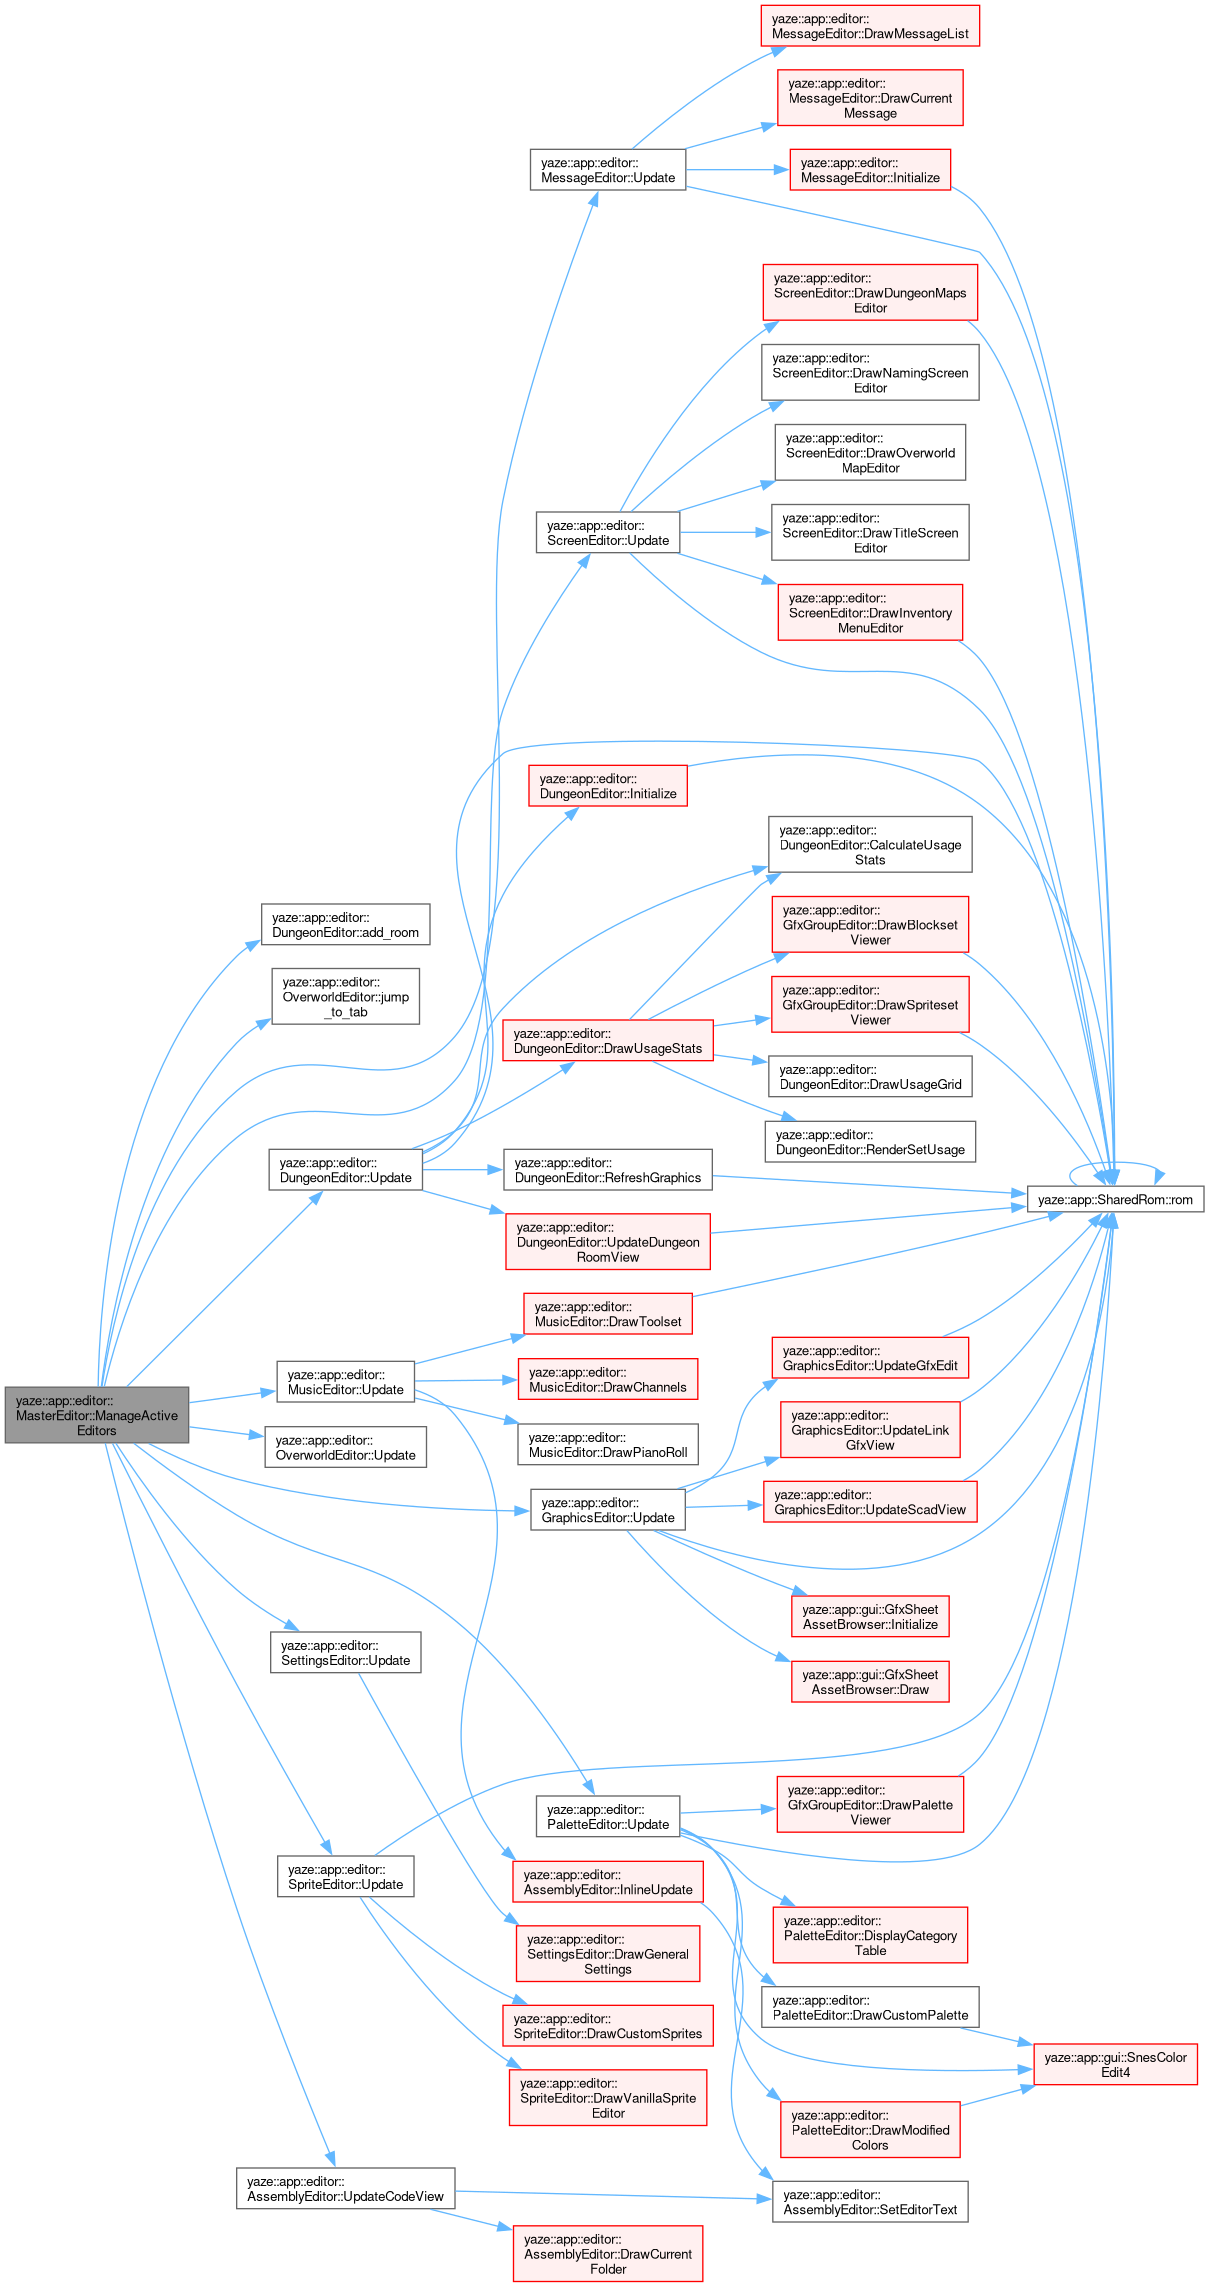 yaze::app::editor::
MessageEditor::DrawMessageList
yaze::app::editor::
MessageEditor::DrawCurrent
Message
yaze::app::editor::
MessageEditor::Update
yaze::app::editor::
MessageEditor::Initialize
yaze::app::editor::
ScreenEditor::DrawDungeonMaps
Editor
yaze::app::editor::
ScreenEditor::DrawNamingScreen
Editor
yaze::app::editor::
ScreenEditor::DrawOverworld
MapEditor
yaze::app::editor::
ScreenEditor::Update
yaze::app::editor::
ScreenEditor::DrawTitleScreen
Editor
yaze::app::editor::
ScreenEditor::DrawInventory
MenuEditor
yaze::app::editor::
DungeonEditor::Initialize
yaze::app::editor::
DungeonEditor::CalculateUsage
Stats
yaze::app::editor::
DungeonEditor::add_room
yaze::app::editor::
GfxGroupEditor::DrawBlockset
Viewer
yaze::app::editor::
OverworldEditor::jump
_to_tab
yaze::app::editor::
GfxGroupEditor::DrawSpriteset
Viewer
yaze::app::editor::
DungeonEditor::DrawUsageStats
yaze::app::editor::
DungeonEditor::DrawUsageGrid
yaze::app::editor::
DungeonEditor::RenderSetUsage
yaze::app::editor::
DungeonEditor::Update
yaze::app::editor::
DungeonEditor::RefreshGraphics
yaze::app::SharedRom::rom
yaze::app::editor::
DungeonEditor::UpdateDungeon
RoomView
yaze::app::editor::
MusicEditor::DrawToolset
yaze::app::editor::
GraphicsEditor::UpdateGfxEdit
yaze::app::editor::
MusicEditor::Update
yaze::app::editor::
MusicEditor::DrawChannels
yaze::app::editor::
MasterEditor::ManageActive
Editors
yaze::app::editor::
GraphicsEditor::UpdateLink
GfxView
yaze::app::editor::
OverworldEditor::Update
yaze::app::editor::
MusicEditor::DrawPianoRoll
yaze::app::editor::
GraphicsEditor::Update
yaze::app::editor::
GraphicsEditor::UpdateScadView
yaze::app::gui::GfxSheet
AssetBrowser::Initialize
yaze::app::editor::
SettingsEditor::Update
yaze::app::gui::GfxSheet
AssetBrowser::Draw
yaze::app::editor::
PaletteEditor::Update
yaze::app::editor::
GfxGroupEditor::DrawPalette
Viewer
yaze::app::editor::
SpriteEditor::Update
yaze::app::editor::
AssemblyEditor::InlineUpdate
yaze::app::editor::
PaletteEditor::DisplayCategory
Table
yaze::app::editor::
SettingsEditor::DrawGeneral
Settings
yaze::app::editor::
PaletteEditor::DrawCustomPalette
yaze::app::editor::
SpriteEditor::DrawCustomSprites
yaze::app::gui::SnesColor
Edit4
yaze::app::editor::
SpriteEditor::DrawVanillaSprite
Editor
yaze::app::editor::
PaletteEditor::DrawModified
Colors
yaze::app::editor::
AssemblyEditor::UpdateCodeView
yaze::app::editor::
AssemblyEditor::SetEditorText
yaze::app::editor::
AssemblyEditor::DrawCurrent
Folder